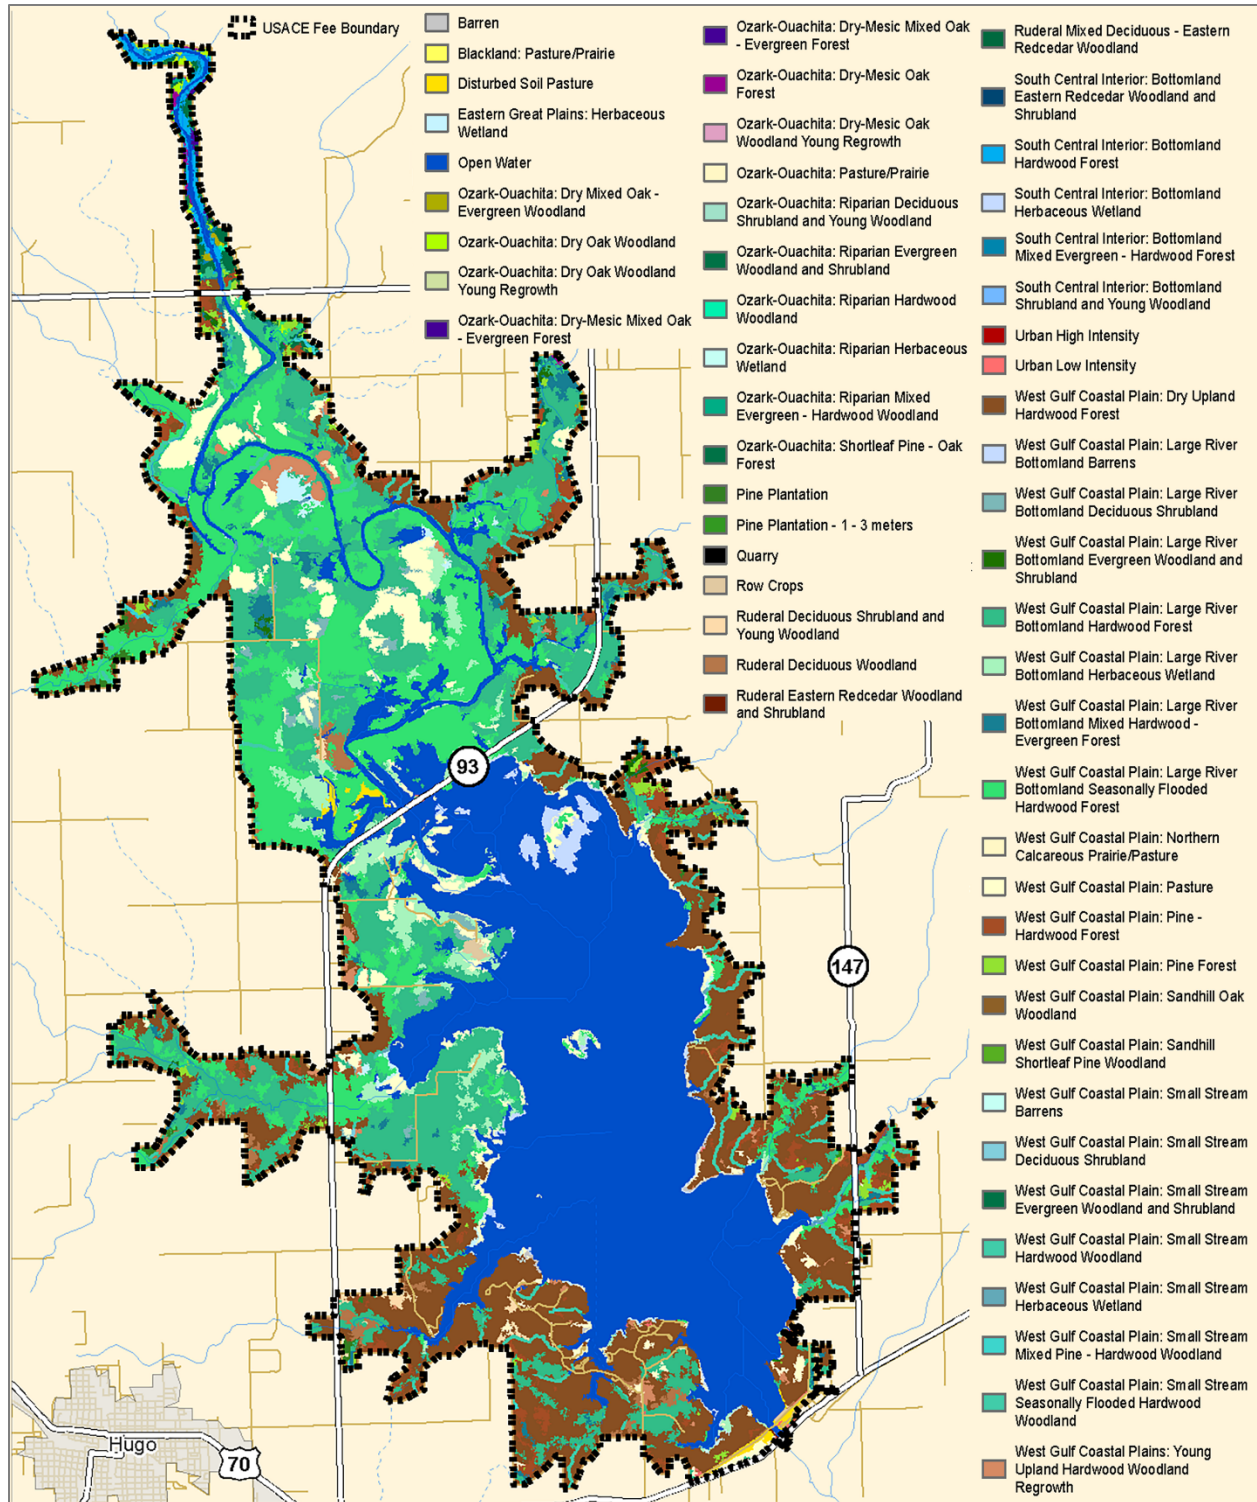 USACE Fee Boundary
Barren
Blackland: Pasture/Prairie
Disturbed Soil Pasture
Eastern Great Plains: Herbaceous
Wetland
Open Water
Ozark-Ouachita: Dry Mixed Oak -
Evergreen Woodland
Ozark-Ouachita: Dry Oak Woodland
Ozark-Ouachita: Dry Oak Woodland
Young Regrowth
Ozark-Ouachita: Dry-Mesic Mixed Oak
- Evergreen Forest
Ozark-Ouachita: Dry-Mesic Mixed Oak
- Evergreen Forest
Ozark-Ouachita: Dry-Mesic Oak
Forest
Ozark-Ouachita: Dry-Mesic Oak
Woodland Young Regrowth
Ozark-Ouachita: Pasture/Prairie
Ozark-Ouachita: Riparian Deciduous
Shrubland and Young Woodland
Ozark-Ouachita: Riparian Evergreen
Woodland and Shrubland
Ozark-Ouachita: Riparian Hardwood
Woodland
Ozark-Ouachita: Riparian Herbaceous
Wetland
Ozark-Ouachita: Riparian Mixed
Evergreen - Hardwood Woodland
Ozark-Ouachita: Shortleaf Pine - Oak
Forest
Pine Plantation
Pine Plantation - 1 - 3 meters
Quarry
Row Crops
Ruderal Deciduous Shrubland and
Young Woodland
Ruderal Deciduous Woodland
Ruderal Eastern Redcedar Woodland
and Shrubland
Ruderal Mixed Deciduous - Eastern
Redcedar Woodland
South Central Interior: Bottomland
Eastern Redcedar Woodland and
Shrubland
South Central Interior: Bottomland
Hardwood Forest
South Central Interior: Bottomland
Herbaceous Wetland
South Central Interior: Bottomland
Mixed Evergreen - Hardwood Forest
South Central Interior: Bottomland
Shrubland and Young Woodland
Urban High Intensity
Urban Low Intensity
West Gulf Coastal Plain: Dry Upland
Hardwood Forest
West Gulf Coastal Plain: Large River
Bottomland Barrens
West Gulf Coastal Plain: Large River
Bottomland Deciduous Shrubland
West Gulf Coastal Plain: Large River
Bottomland Evergreen Woodland and
Shrubland
West Gulf Coastal Plain: Large River
Bottomland Hardwood Forest
West Gulf Coastal Plain: Large River
Bottomland Herbaceous Wetland
West Gulf Coastal Plain: Large River
Bottomland Mixed Hardwood -
Evergreen Forest
West Gulf Coastal Plain: Large River
Bottomland Seasonally Flooded
Hardwood Forest
West Gulf Coastal Plain: Northern
Calcareous Prairie/Pasture
West Gulf Coastal Plain: Pasture
West Gulf Coastal Plain: Pine -
Hardwood Forest
West Gulf Coastal Plain: Pine Forest
West Gulf Coastal Plain: Sandhill Oak
Woodland
West Gulf Coastal Plain: Sandhill
Shortleaf Pine Woodland
West Gulf Coastal Plain: Small Stream
Barrens
West Gulf Coastal Plain: Small Stream
Deciduous Shrubland
West Gulf Coastal Plain: Small Stream
Evergreen Woodland and Shrubland
West Gulf Coastal Plain: Small Stream
Hardwood Woodland
West Gulf Coastal Plain: Small Stream
Herbaceous Wetland
West Gulf Coastal Plain: Small Stream
Mixed Pine - Hardwood Woodland
West Gulf Coastal Plain: Small Stream
Seasonally Flooded Hardwood
Woodland
West Gulf Coastal Plains: Young
Upland Hardwood Woodland
Regrowth
93
147
Hugo
70